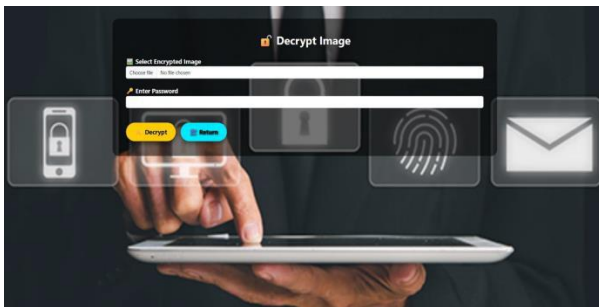 Decrypt Image
Select Encrypted Image
Choose file No file chosen
Enter Password
Decrypt Return